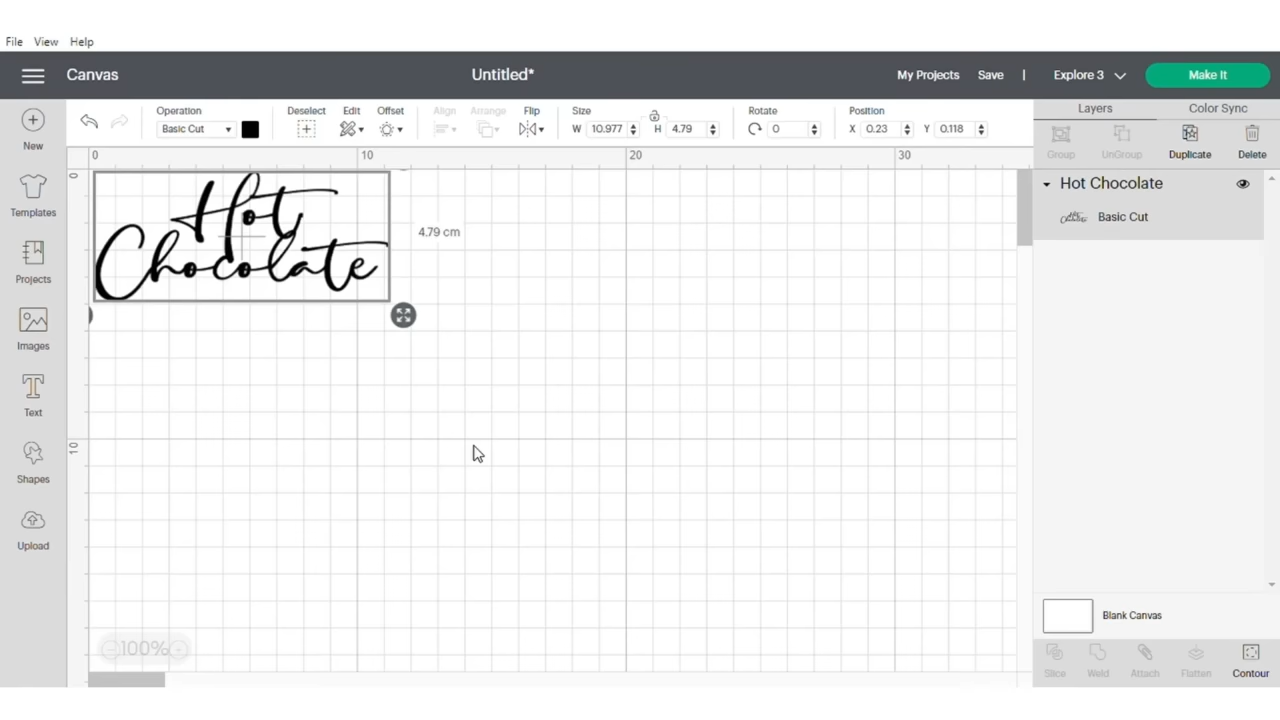 File View Help
Canvas Untitled* My Projects Save | Explore 3 Make It
New
Templates
Projects
Images
Text
Shapes
Upload
Operation Deselect Edit Offset Align Arrange Flip Size Rotate Position
Basic Cut W 10.977 H 4.79 0 X 0.23 Y 0.118
0 10 20 30
0
10
Hot
Chocolate
4.79 cm
100%
Layers Color Sync
Group UnGroup Duplicate Delete
Hot Chocolate
Basic Cut
Blank Canvas
Slice Weld Attach Flatten Contour